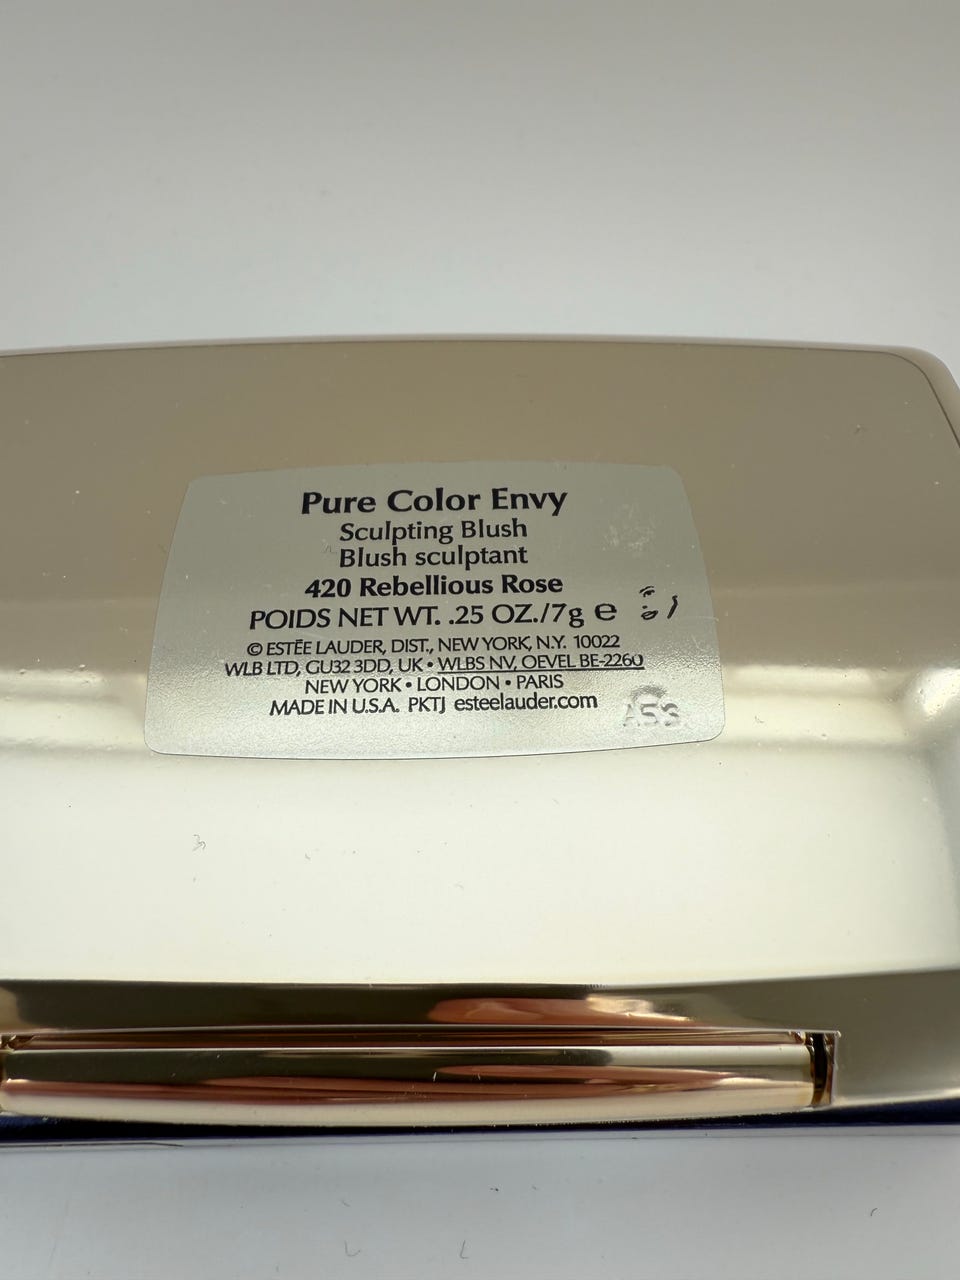 Pure Color Envy
Sculpting Blush
Blush sculptant
420 Rebellious Rose
POIDS NET WT. .25 OZ./7g ℮
© ESTĒE LAUDER, DIST., NEW YORK, N.Y. 10022
WLB LTD, GU32 3DD, UK • WLBS NV, OEVEL BE-2260
NEW YORK • LONDON • PARIS
MADE IN U.S.A. PKTJ esteelauder.com